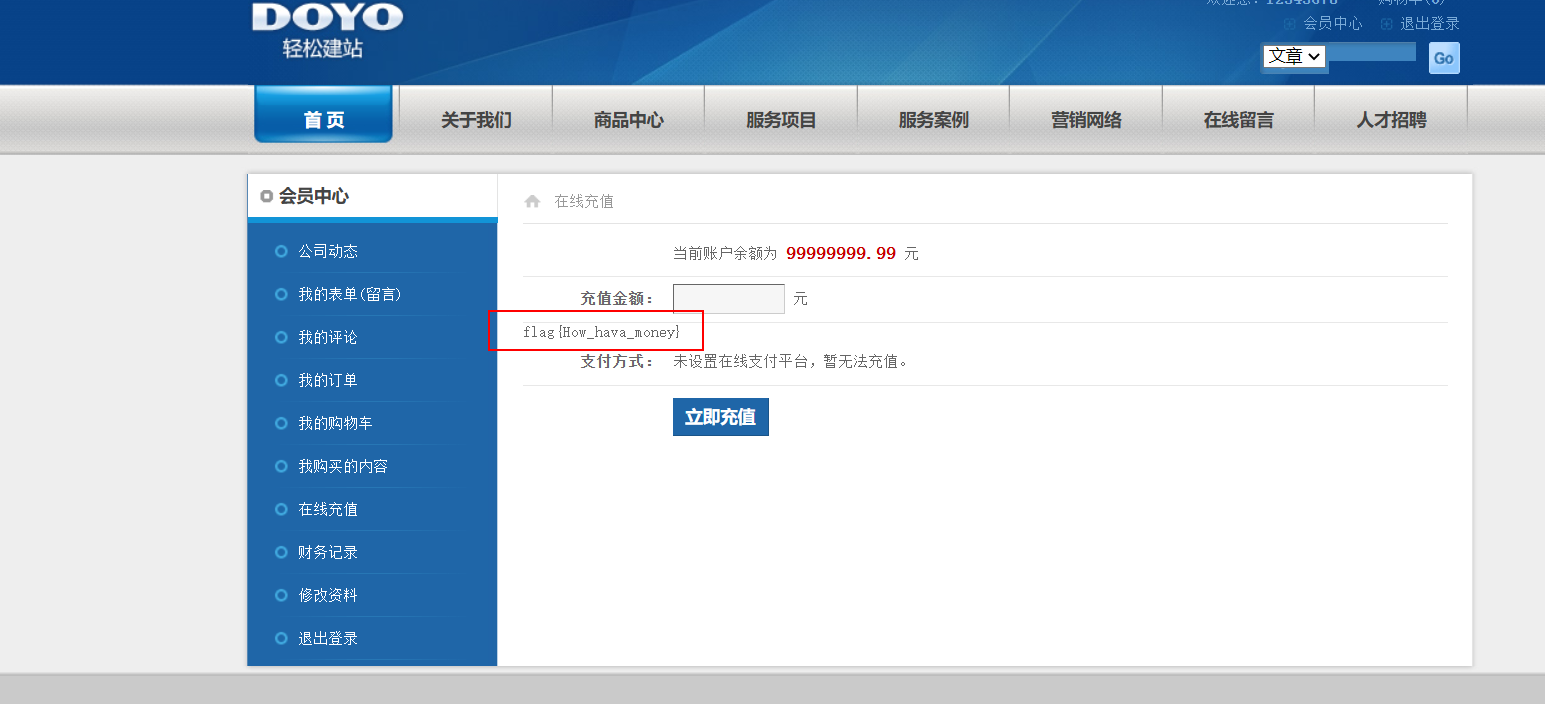 DOYO
轻松建站
会员中心 退出登录
文章 Go
首页 关于我们 商品中心 服务项目 服务案例 营销网络 在线留言 人才招聘
会员中心
公司动态
我的表单(留言)
我的评论
我的订单
我的购物车
我购买的内容
在线充值
财务记录
修改资料
退出登录
在线充值
当前账户余额为 99999999.99 元
充值金额： 元
flag{How_hava_money}
支付方式： 未设置在线支付平台，暂无法充值。
立即充值